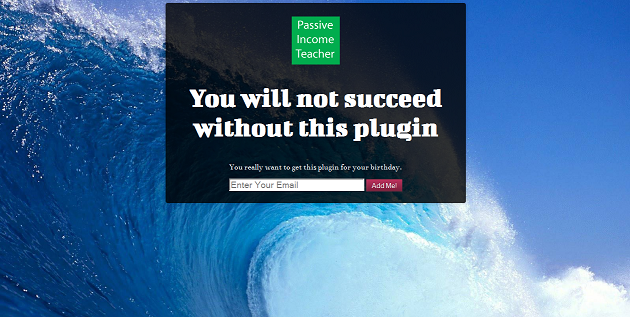 Passive
Income
Teacher
You will not succeed
without this plugin
You really want to get this plugin for your birthday.
Enter Your Email
Add Me!